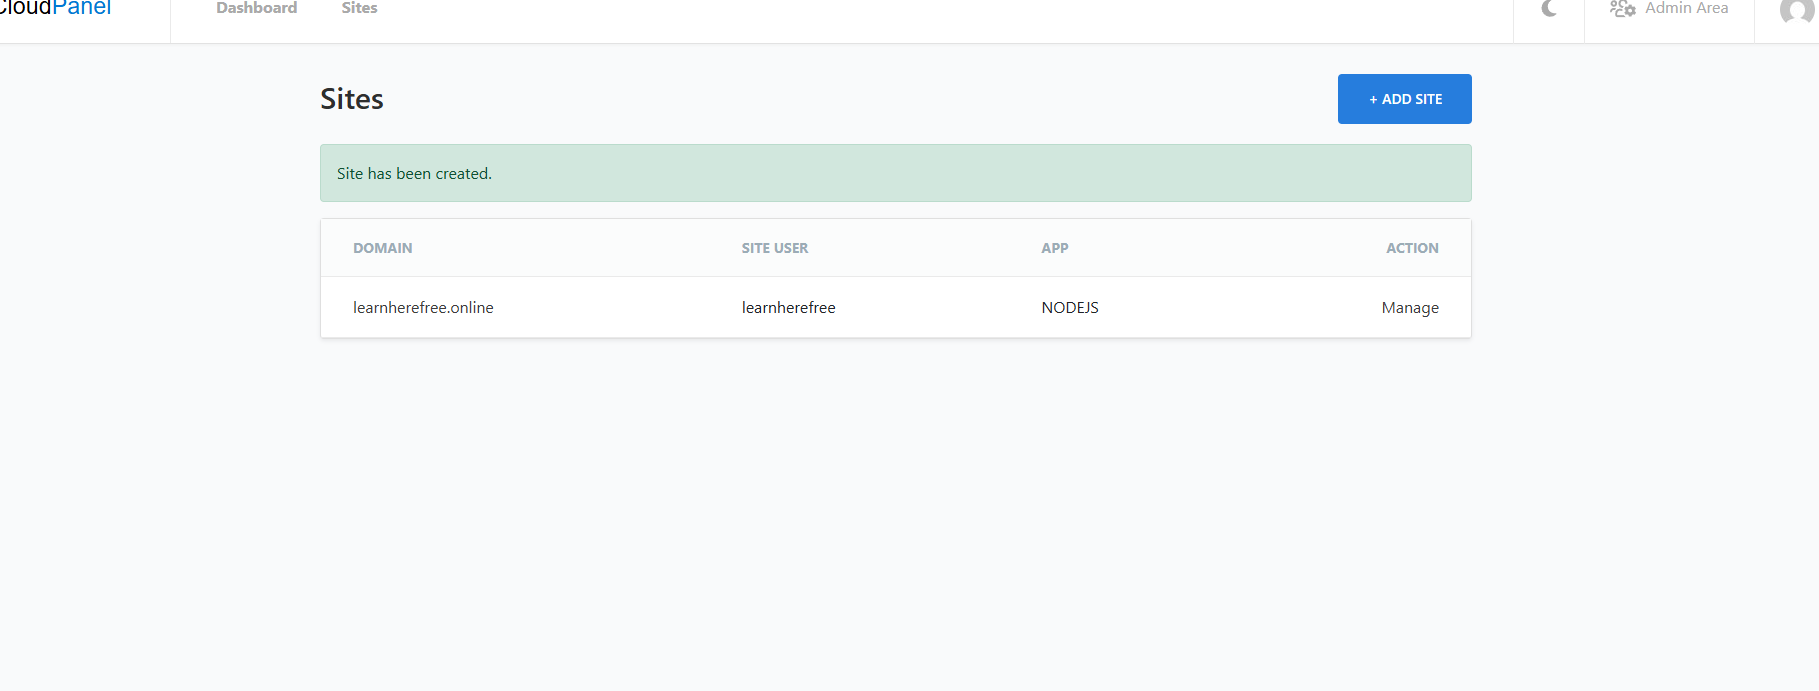 CloudPanel Dashboard Sites Admin Area
Sites + ADD SITE
Site has been created.
DOMAIN SITE USER APP ACTION
learnherefree.online learnherefree NODEJS Manage